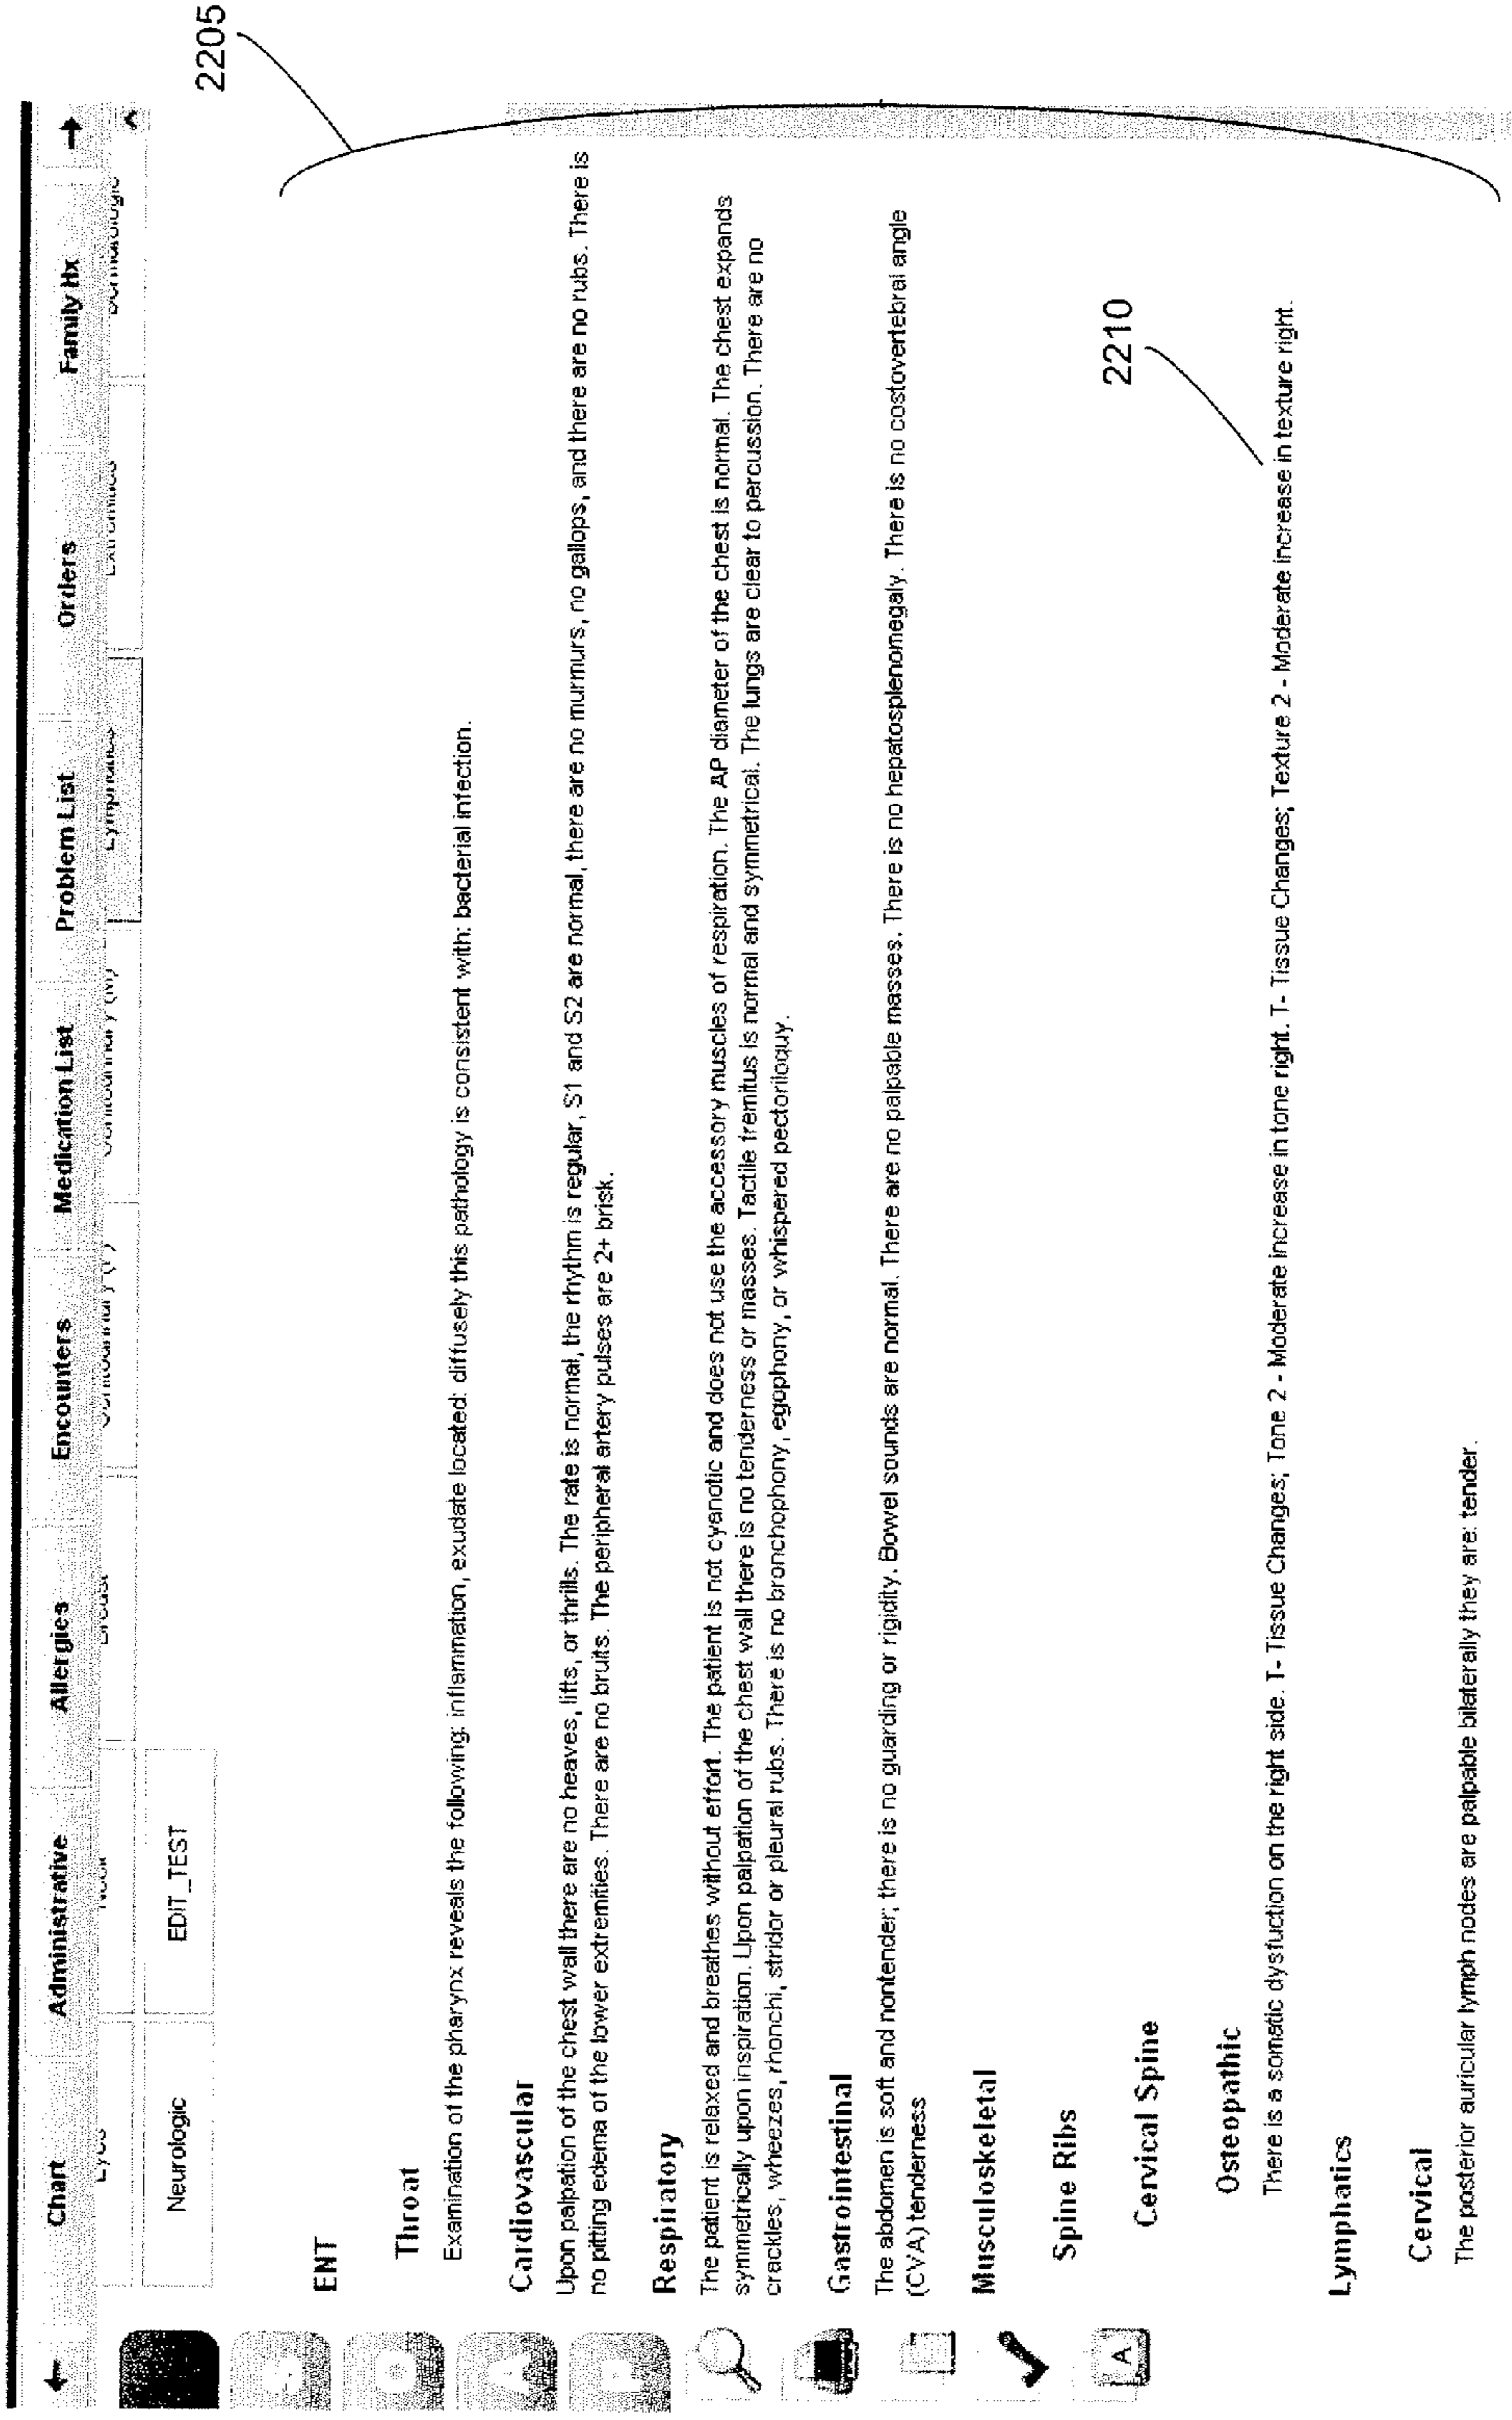 2205
Chart Administrative Allergies Encounters Medication List Problem List Orders Family Hx
Neurologic EDIT_TEST
S
O
A
P
A
ENT
Throat
Examination of the pharynx reveals the following: inflammation, exudate located: diffusely this pathology is consistent with: bacterial infection.
Cardiovascular
Upon palpation of the chest wall there are no heaves, lifts, or thrills. The rate is normal, the rhythm is regular, S1 and S2 are normal, there are no murmurs, no gallops, and there are no rubs. There is
no pitting edema of the lower extremities. There are no bruits. The peripheral artery pulses are 2+ brisk.
Respiratory
The patient is relaxed and breathes without effort. The patient is not cyanotic and does not use the accessory muscles of respiration. The AP diameter of the chest is normal. The chest expands
symmetrically upon inspiration. Upon palpation of the chest wall there is no tenderness or masses. Tactile fremitus is normal and symmetrical. The lungs are clear to percussion. There are no
crackles, wheezes, rhonchi, stridor or pleural rubs. There is no bronchophony, egophony, or whispered pectoriloquy.
Gastrointestinal
The abdomen is soft and nontender; there is no guarding or rigidity. Bowel sounds are normal. There are no palpable masses. There is no hepatosplenomegaly. There is no costovertebral angle
(CVA) tenderness
Musculoskeletal
Spine Ribs
2210
Cervical Spine
Osteopathic
There is a somatic dysfuction on the right side. T- Tissue Changes; Tone 2 - Moderate increase in tone right. T- Tissue Changes; Texture 2 - Moderate increase in texture right.
Lymphatics
Cervical
The posterior auricular lymph nodes are palpable bilaterally they are: tender.